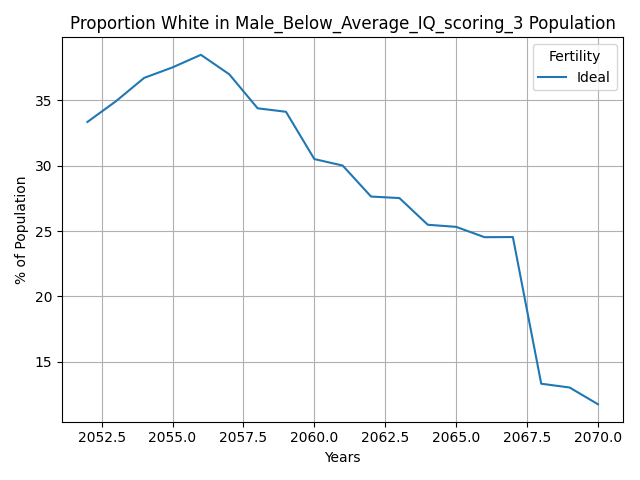 Proportion White in Male_Below_Average_IQ_scoring_3 Population
Fertility
Ideal
% of Population
35
30
25
20
15
2052.5 2055.0 2057.5 2060.0 2062.5 2065.0 2067.5 2070.0
Years